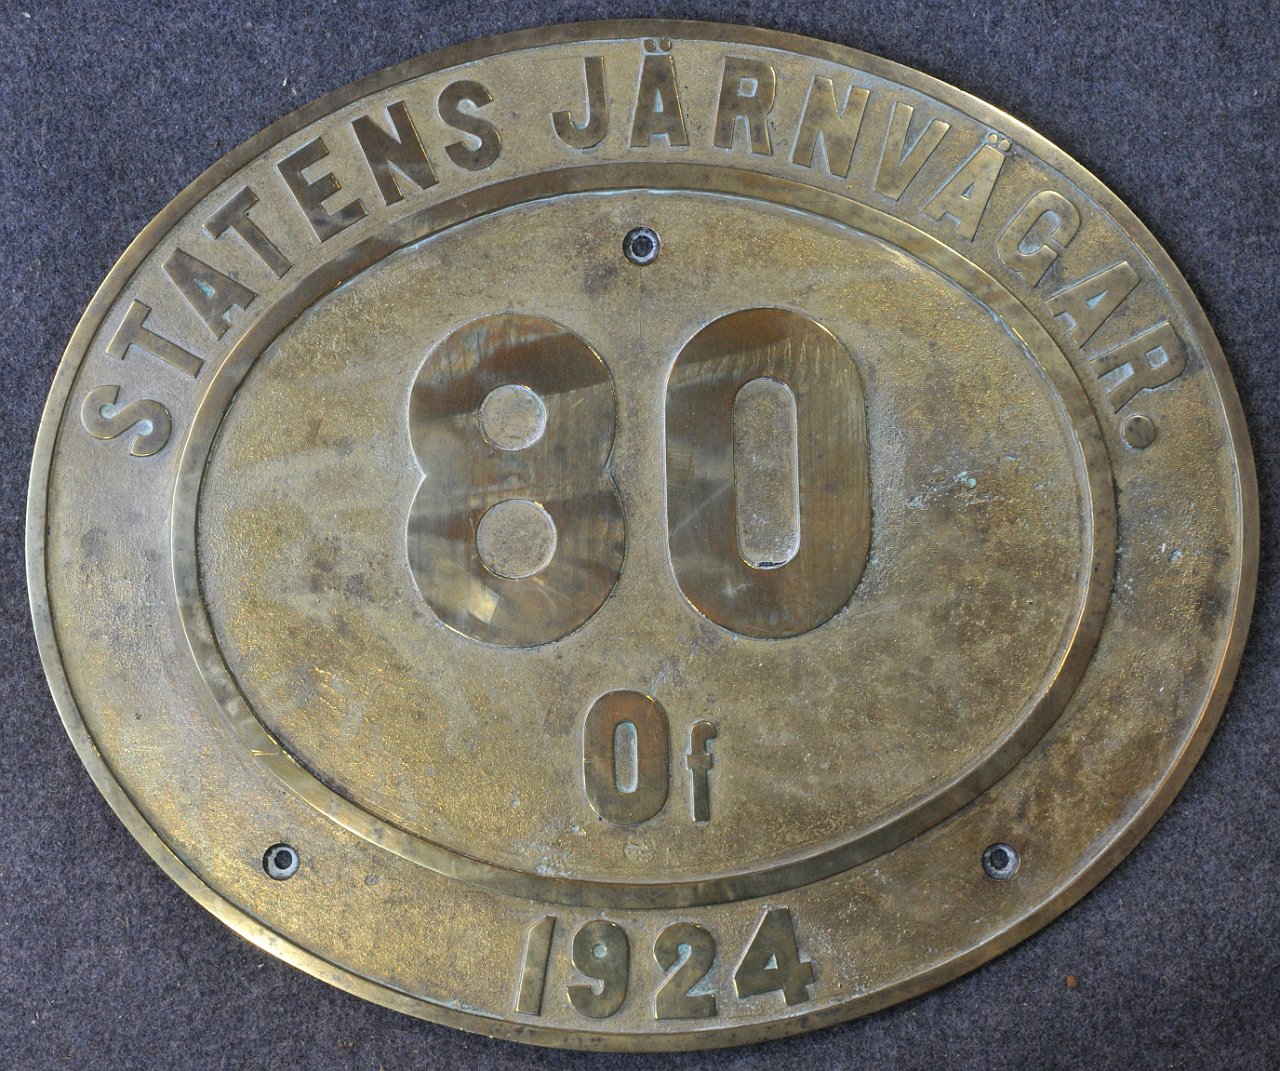 STATENS JÄRNVÄGAR.
80
Of
1924